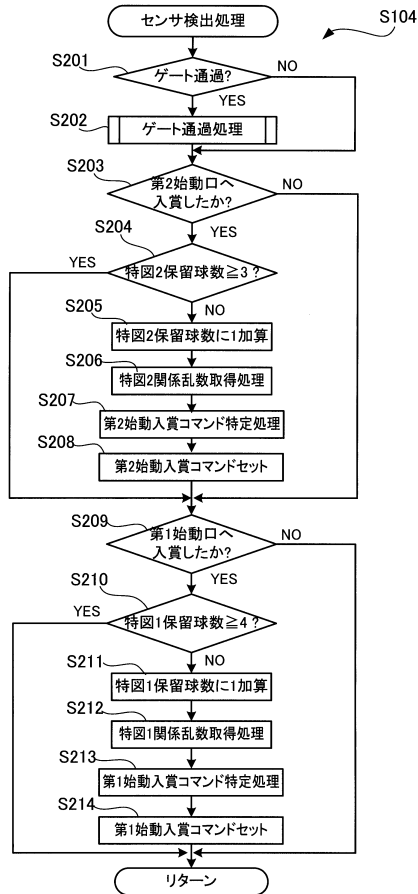 センサ検出処理
S104
S201
ゲート通過?
NO
YES
S202
ゲート通過処理
S203
第2始動口へ
入賞したか?
NO
YES
S204
YES
特図2保留球数≧3?
NO
S205
特図2保留球数に1加算
S206
特図2関係乱数取得処理
S207
第2始動入賞コマンド特定処理
S208
第2始動入賞コマンドセット
S209
第1始動口へ
入賞したか?
NO
YES
S210
YES
特図1保留球数≧4?
NO
S211
特図1保留球数に1加算
S212
特図1関係乱数取得処理
S213
第1始動入賞コマンド特定処理
S214
第1始動入賞コマンドセット
リターン